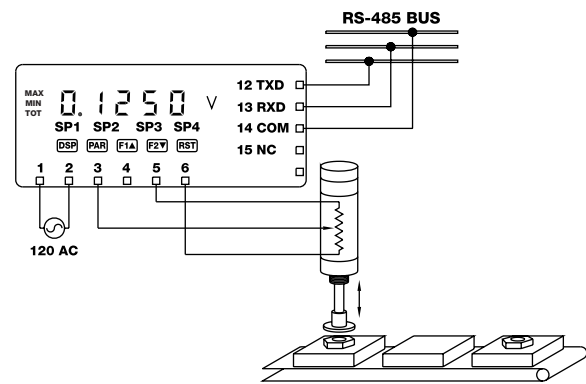 RS-485 BUS
MAX
MIN
TOT
0.1250 V
SP1 SP2 SP3 SP4
DSP PAR F1▲ F2▼ RST
12 TXD
13 RXD
14 COM
15 NC
1 2 3 4 5 6
120 AC